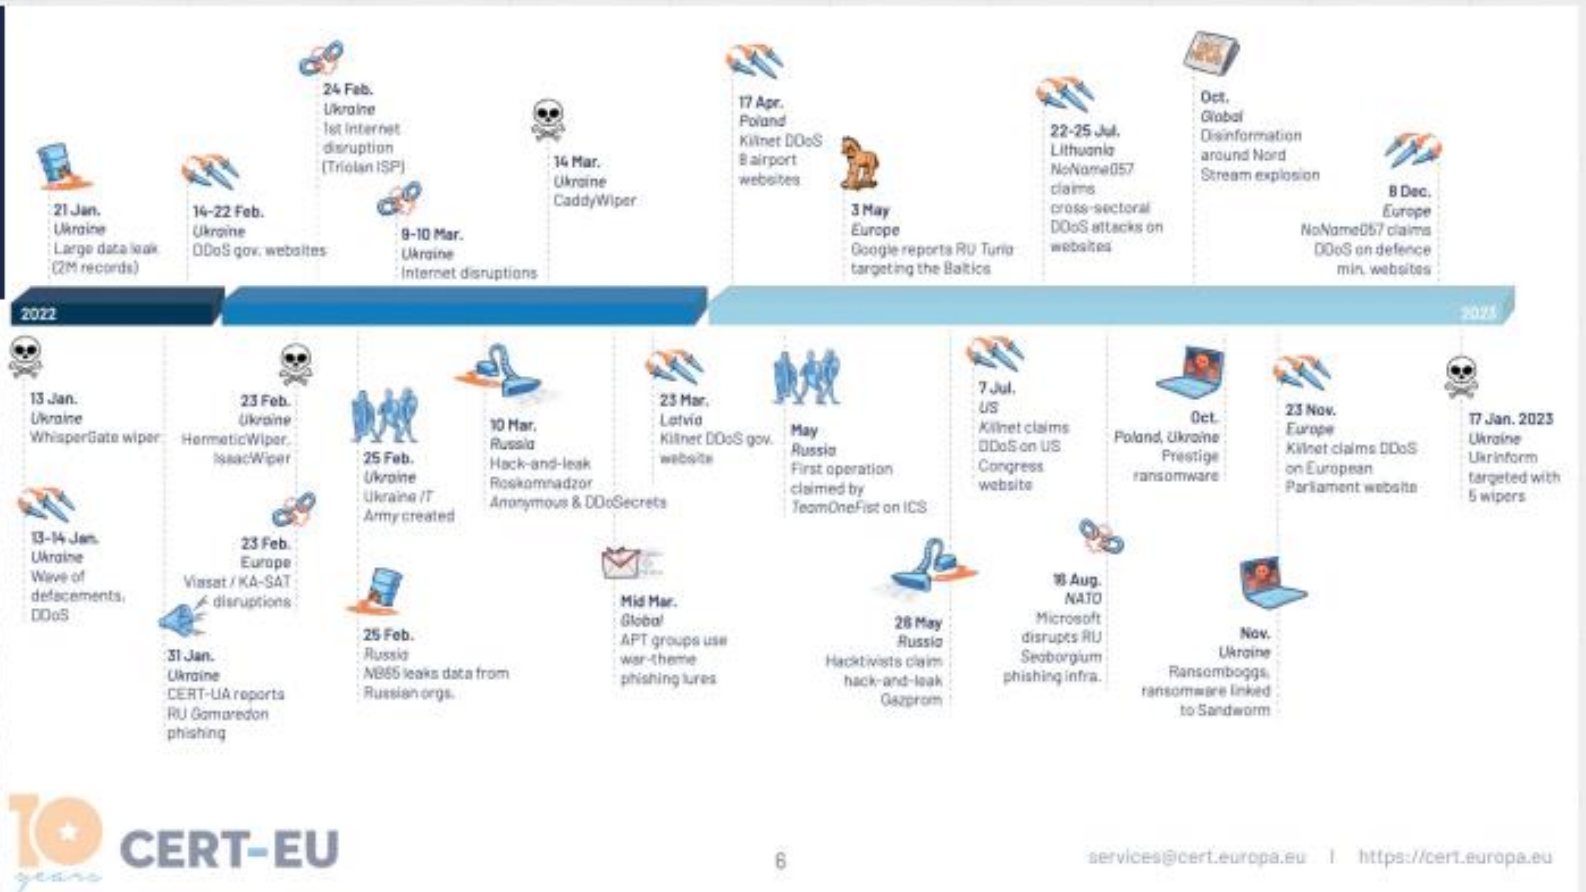 24 Feb.
Ukraine
1st Internet
disruption
(Triolan ISP)
17 Apr.
Poland
Killnet DDoS
8 airport
websites
Oct.
Global
Disinformation
around Nord
Stream explosion
22-25 Jul.
Lithuania
NoName057
claims
cross-sectoral
DDoS attacks on
websites
14 Mar.
Ukraine
CaddyWiper
8 Dec.
Europe
NoName057 claims
DDoS on defence
min. websites
21 Jan.
Ukraine
Large data leak
(2M records)
14-22 Feb.
Ukraine
DDoS gov. websites
9-10 Mar.
Ukraine
Internet disruptions
3 May
Europe
Google reports RU Turla
targeting the Baltics
2022
2023
13 Jan.
Ukraine
WhisperGate wiper
23 Feb.
Ukraine
HermeticWiper,
IsaacWiper
25 Feb.
Ukraine
Ukraine IT
Army created
10 Mar.
Russia
Hack-and-leak
Roskomnadzor
Anonymous & DDoSecrets
23 Mar.
Latvia
Killnet DDoS gov.
website
May
Russia
First operation
claimed by
TeamOneFist on ICS
7 Jul.
US
Killnet claims
DDoS on US
Congress
website
Oct.
Poland, Ukraine
Prestige
ransomware
23 Nov.
Europe
Killnet claims DDoS
on European
Parliament website
17 Jan. 2023
Ukraine
Ukrinform
targeted with
5 wipers
13-14 Jan.
Ukraine
Wave of
defacements,
DDoS
23 Feb.
Europe
Viasat / KA-SAT
disruptions
31 Jan.
Ukraine
CERT-UA reports
RU Gamaredon
phishing
25 Feb.
Russia
NB65 leaks data from
Russian orgs.
Mid Mar.
Global
APT groups use
war-theme
phishing lures
26 May
Russia
Hacktivists claim
hack-and-leak
Gazprom
16 Aug.
NATO
Microsoft
disrupts RU
Seaborgium
phishing infra.
Nov.
Ukraine
Ransomboggs,
ransomware linked
to Sandworm
10
years
CERT-EU
6
services@cert.europa.eu | https://cert.europa.eu